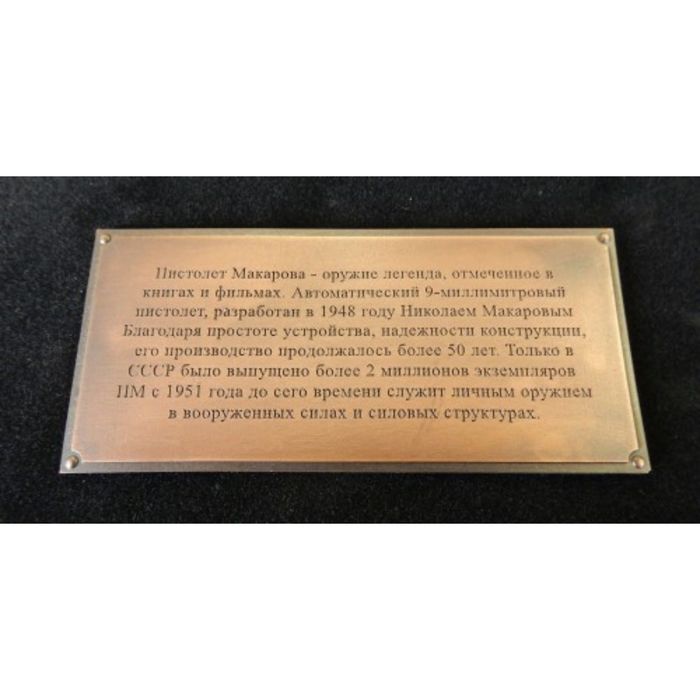 Пистолет Макарова - оружие легенда, отмеченное в
книгах и фильмах. Автоматический 9-миллимитровый
пистолет, разработан в 1948 году Николаем Макаровым
Благодаря простоте устройства, надежности конструкции,
его производство продолжалось более 50 лет. Только в
СССР было выпущено более 2 миллионов экземпляров
ПМ с 1951 года до сего времени служит личным оружием
в вооруженных силах и силовых структурах.